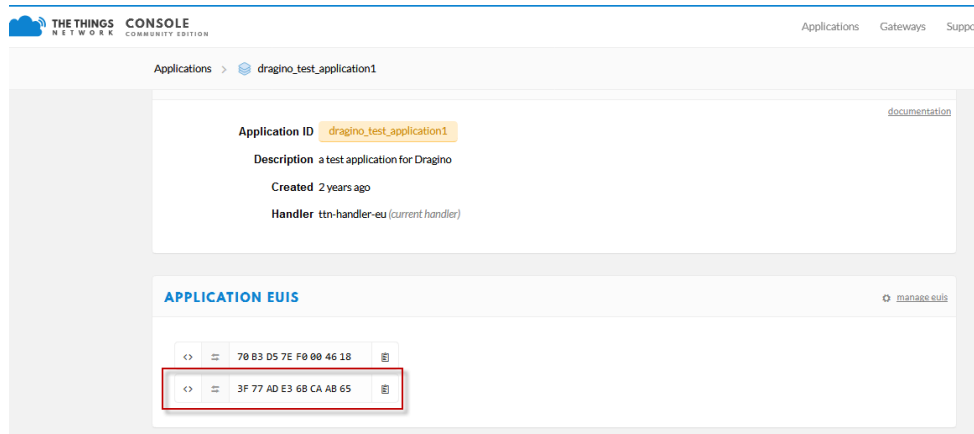 THE THINGS NETWORK CONSOLE COMMUNITY EDITION
Applications Gateways Suppo
Applications > dragino_test_application1
documentation
Application ID dragino_test_application1
Description a test application for Dragino
Created 2 years ago
Handler ttn-handler-eu (current handler)
APPLICATION EUIS
manage euis
<> 70 B3 D5 7E F0 00 46 18
<> 3F 77 AD E3 6B CA AB 65